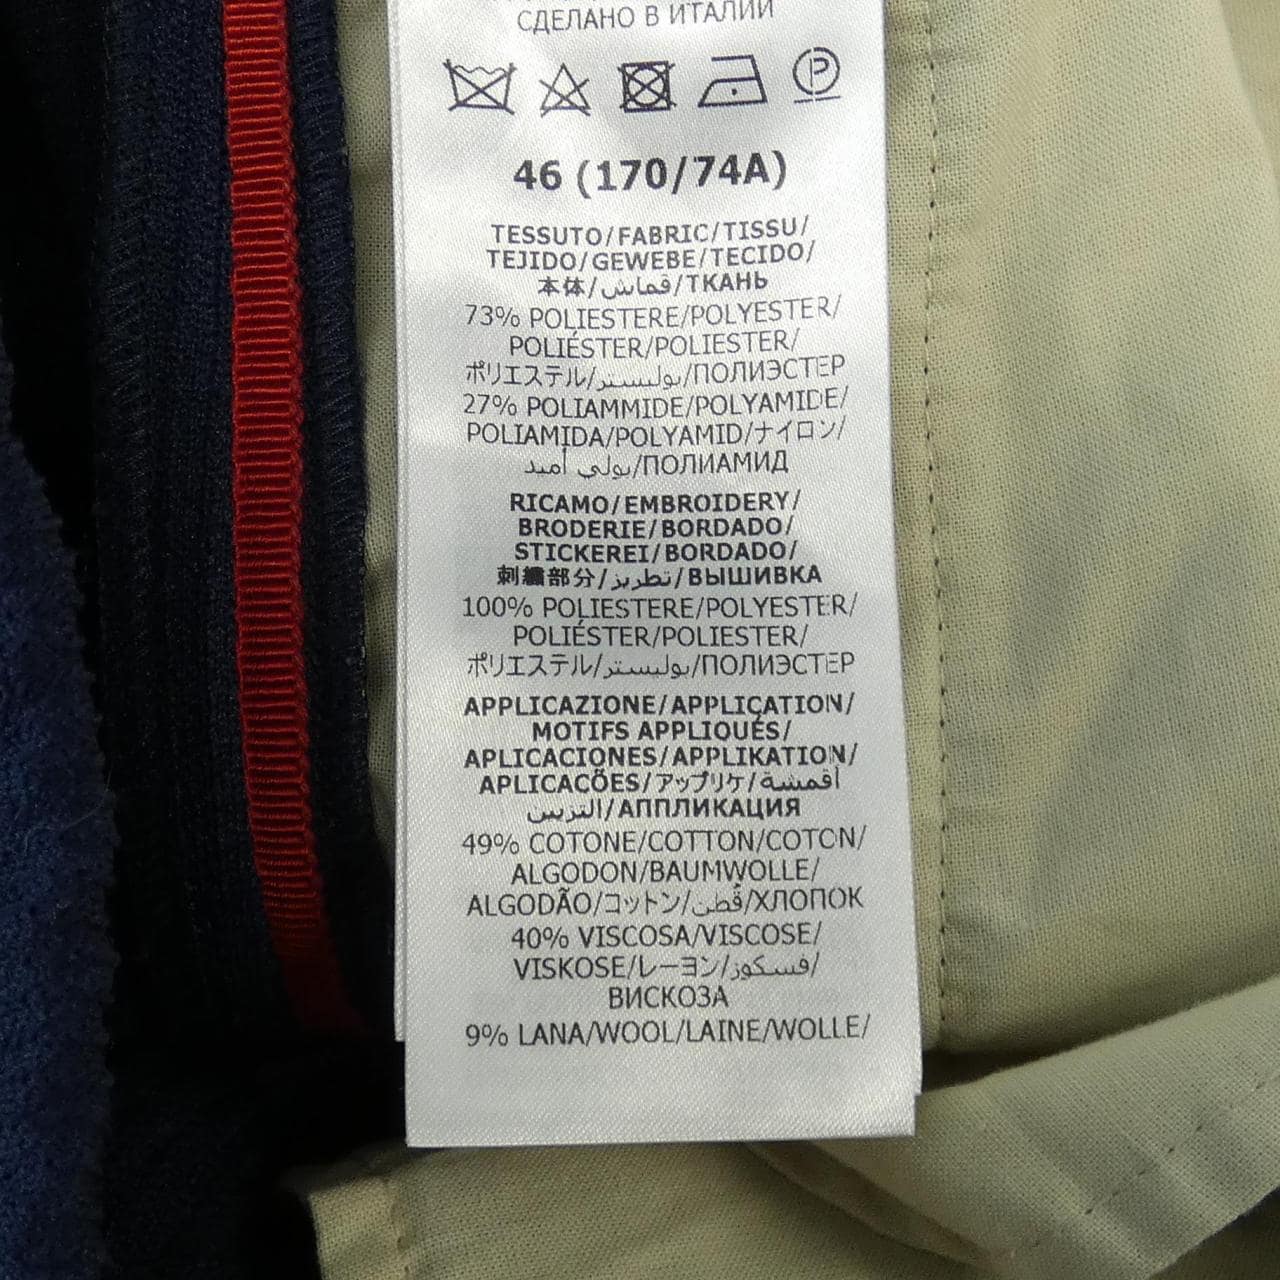 СДЕЛАНО В ИТАЛИИ
P
46 (170/74A)
TESSUTO/FABRIC/TISSU/
TEJIDO/GEWEBE/TECIDO/
本体/قماش/ТКАНЬ
73% POLIESTERE/POLYESTER/
POLIÉSTER/POLIESTER/
ポリエステル/بوليستر/ПОЛИЭСТЕР
27% POLIAMMIDE/POLYAMIDE/
POLIAMIDA/POLYAMID/ナイロン/
بولي أميد/ПОЛИАМИД
RICAMO/EMBROIDERY/
BRODERIE/BORDADO/
STICKEREI/BORDADO/
刺繍部分/تطريز/ВЫШИВКА
100% POLIESTERE/POLYESTER/
POLIÉSTER/POLIESTER/
ポリエステル/بوليستر/ПОЛИЭСТЕР
APPLICAZIONE/APPLICATION/
MOTIFS APPLIQUÉS/
APLICACIONES/APPLIKATION/
APLICACÕES/アップリケ/أقمشة
التزيين/АППЛИКАЦИЯ
49% COTONE/COTTON/COTON/
ALGODON/BAUMWOLLE/
ALGODÃO/コットン/قُطن/ХЛОПОК
40% VISCOSA/VISCOSE/
VISKOSE/レーヨン/فسكوز/
ВИСКОЗА
9% LANA/WOOL/LAINE/WOLLE/